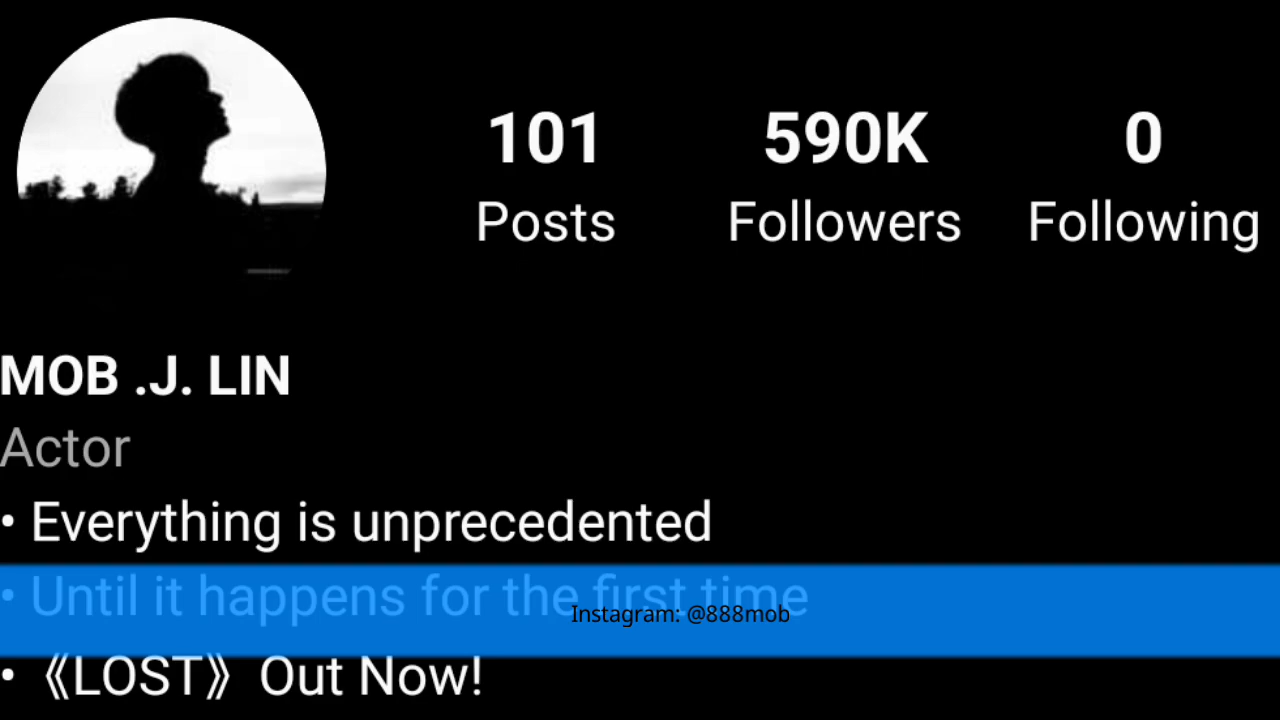 101 590K 0
Posts Followers Following
MOB .J. LIN
Actor
• Everything is unprecedented
• Until it happens for the first time
Instagram: @888mob
• 《LOST》 Out Now!